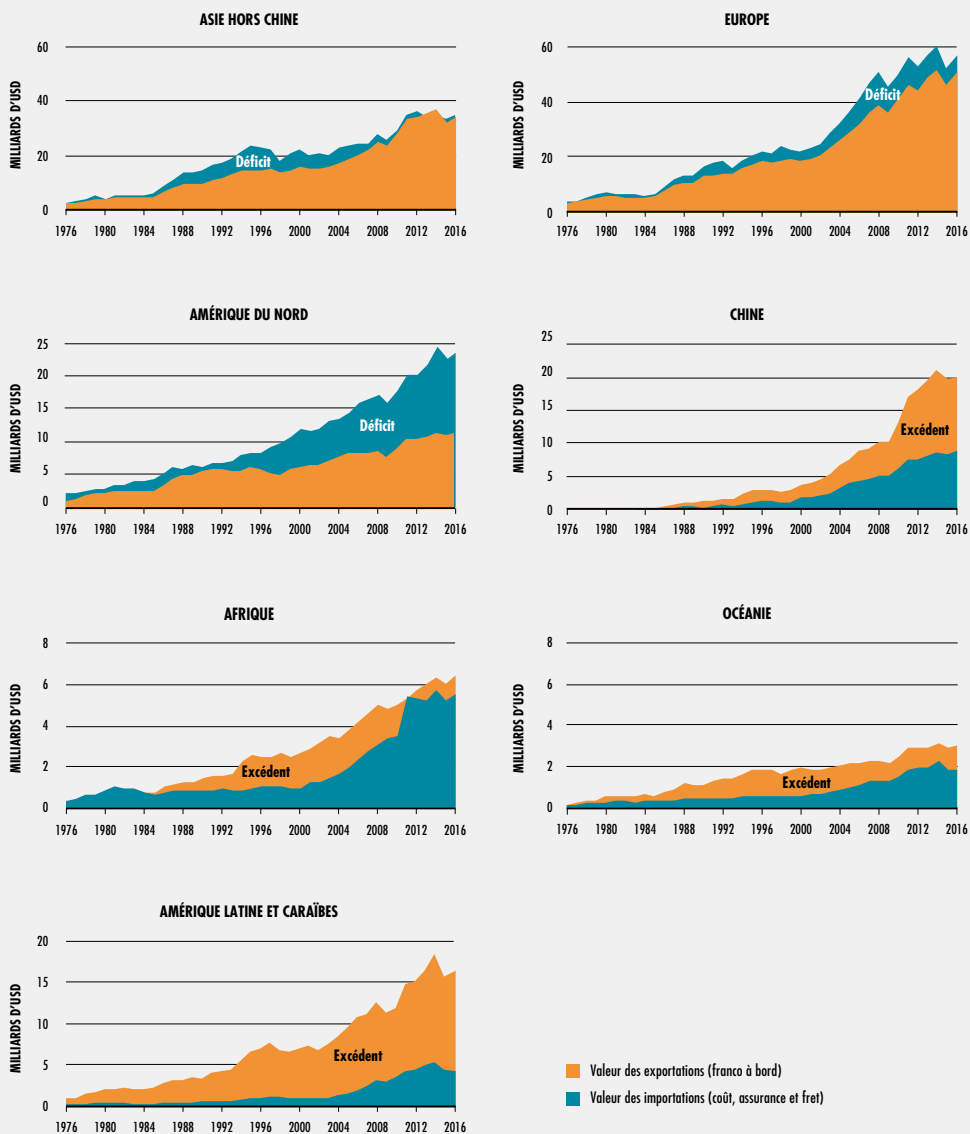 ASIE HORS CHINE
MILLIARDS D'USD
60
40
20
0
Déficit
1976 1980 1984 1988 1992 1996 2000 2004 2008 2012 2016
EUROPE
MILLIARDS D'USD
60
40
20
0
Déficit
1976 1980 1984 1988 1992 1996 2000 2004 2008 2012 2016
AMÉRIQUE DU NORD
MILLIARDS D'USD
25
20
15
10
5
0
Déficit
1976 1980 1984 1988 1992 1996 2000 2004 2008 2012 2016
CHINE
MILLIARDS D'USD
25
20
15
10
5
0
Excédent
1976 1980 1984 1988 1992 1996 2000 2004 2008 2012 2016
AFRIQUE
MILLIARDS D'USD
8
6
4
2
0
Excédent
1976 1980 1984 1988 1992 1996 2000 2004 2008 2012 2016
OCÉANIE
MILLIARDS D'USD
8
6
4
2
0
Excédent
1976 1980 1984 1988 1992 1996 2000 2004 2008 2012 2016
AMÉRIQUE LATINE ET CARAÏBES
MILLIARDS D'USD
20
15
10
5
0
Excédent
1976 1980 1984 1988 1992 1996 2000 2004 2008 2012 2016
Valeur des exportations (franco à bord)
Valeur des importations (coût, assurance et fret)